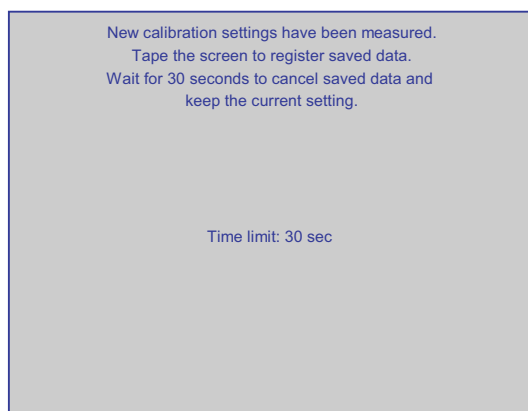 New calibration settings have been measured.
Tape the screen to register saved data.
Wait for 30 seconds to cancel saved data and
keep the current setting.
Time limit: 30 sec